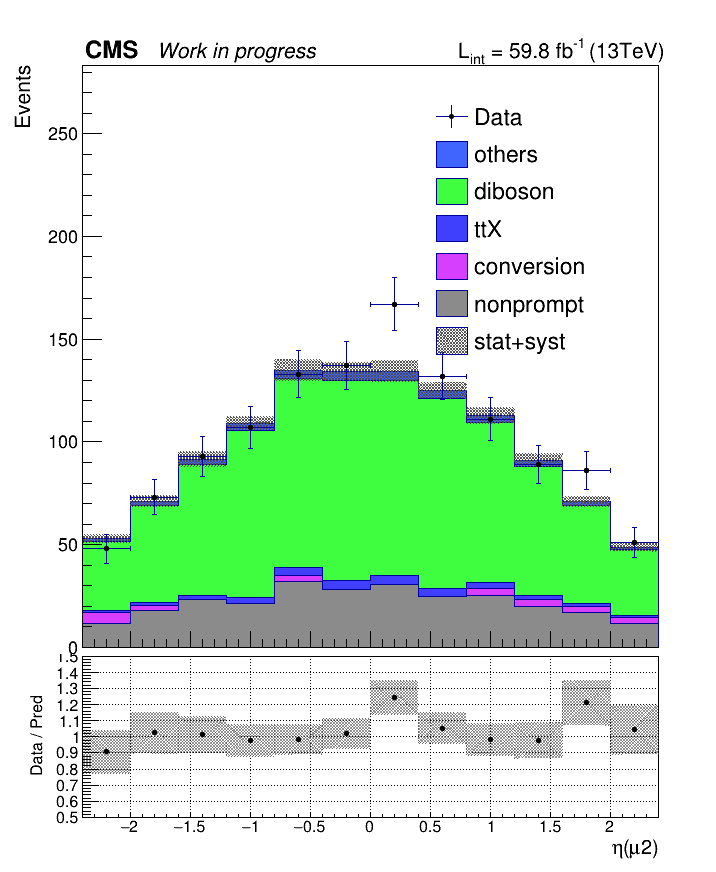 CMS Work in progress L_int = 59.8 fb⁻¹ (13TeV)
Events
250
200
150
100
50
0
Data
others
diboson
ttX
conversion
nonprompt
stat+syst
Data / Pred
1.5
1.4
1.3
1.2
1.1
1
0.9
0.8
0.7
0.6
0.5
−2 −1.5 −1 −0.5 0 0.5 1 1.5 2
η(μ2)